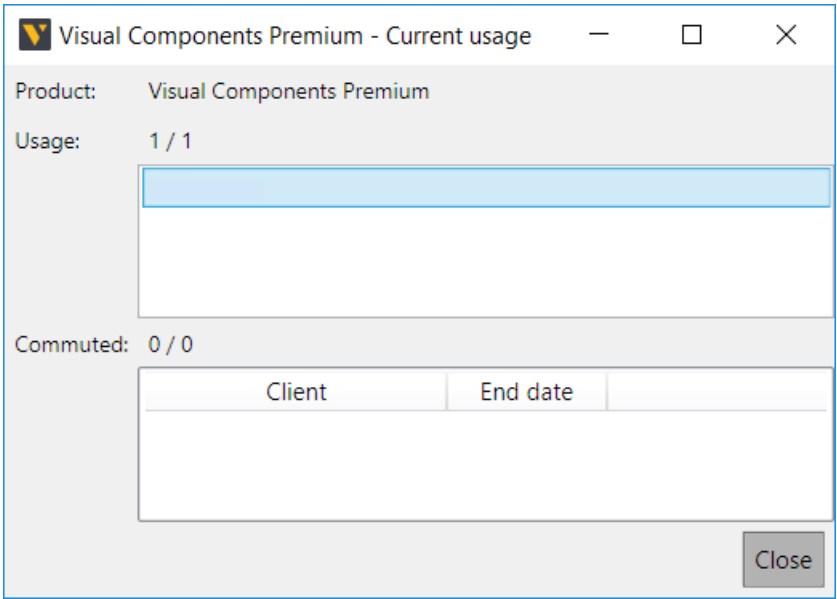 Visual Components Premium - Current usage
Product: Visual Components Premium
Usage: 1 / 1
Commuted: 0 / 0
Client End date
Close